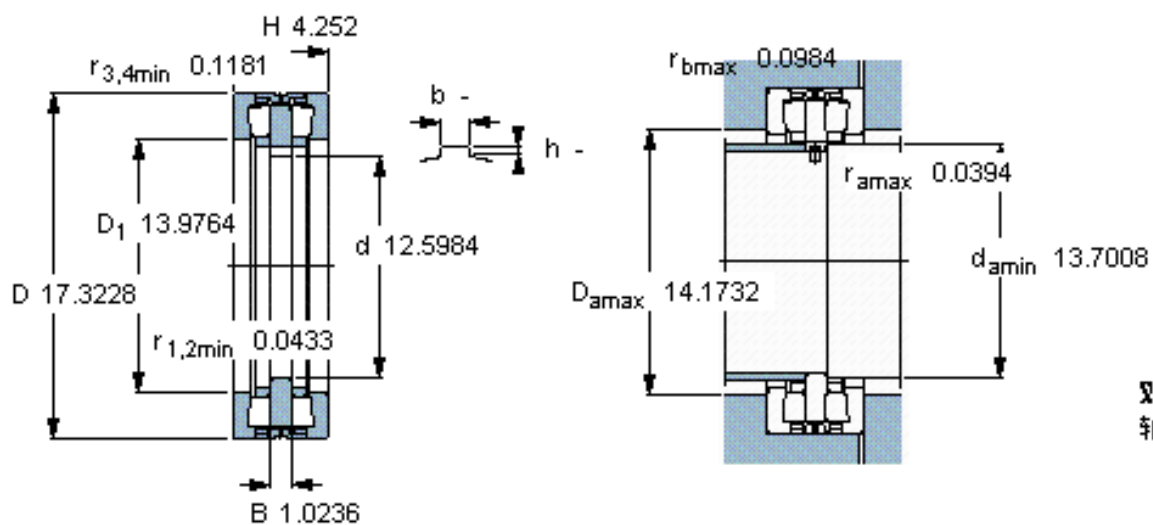 H 4.252
r3,4min 0.1181
b -
h -
D1 13.9764
d 12.5984
D 17.3228
r1,2min 0.0433
B 1.0236
rbmax 0.0984
ramax 0.0394
damin 13.7008
Damax 14.1732